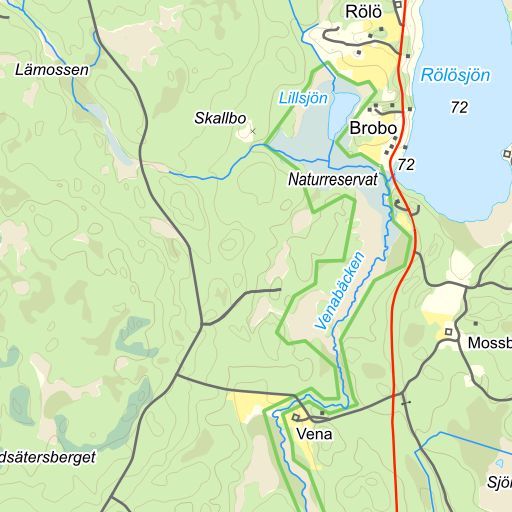 Rölö
Lämossen
Rölösjön
Lillsjön
72
Skallbo
Brobo
72
Naturreservat
Venabäcken
Mossb
Vena
dsätersberget
Sjö